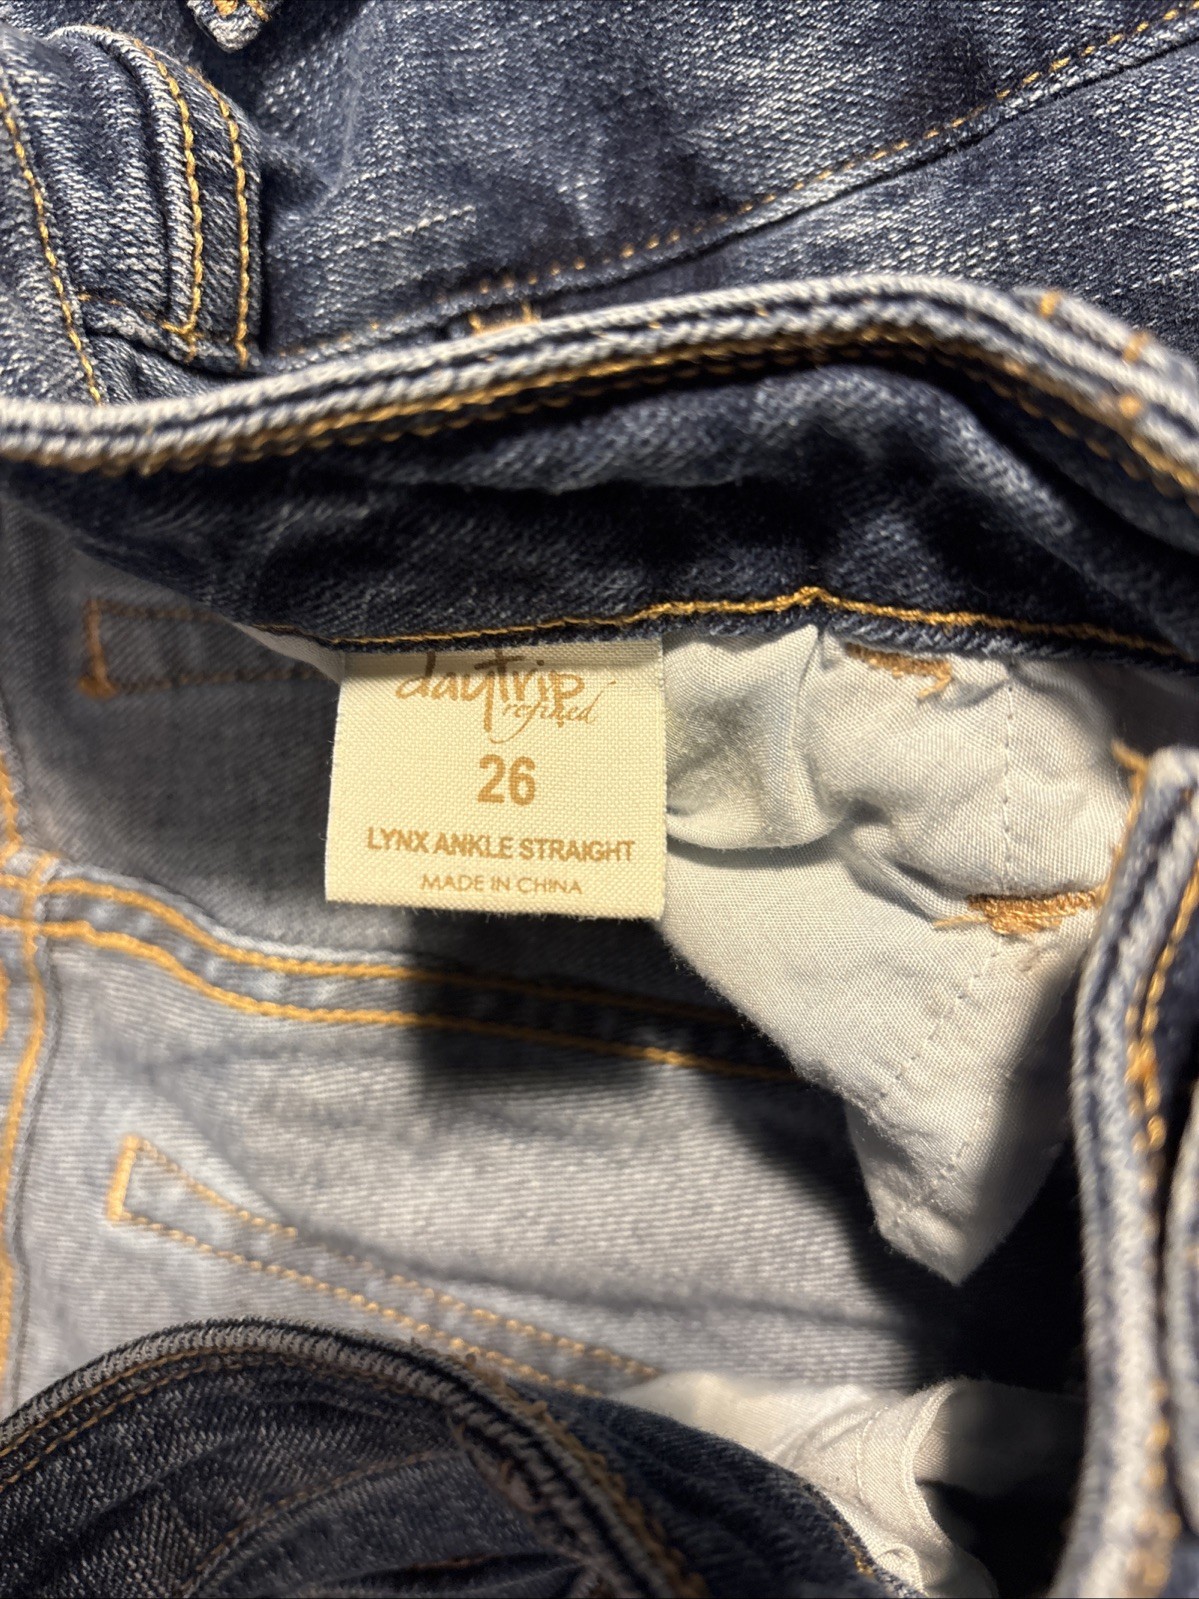 daytrip
refined
26
LYNX ANKLE STRAIGHT
MADE IN CHINA